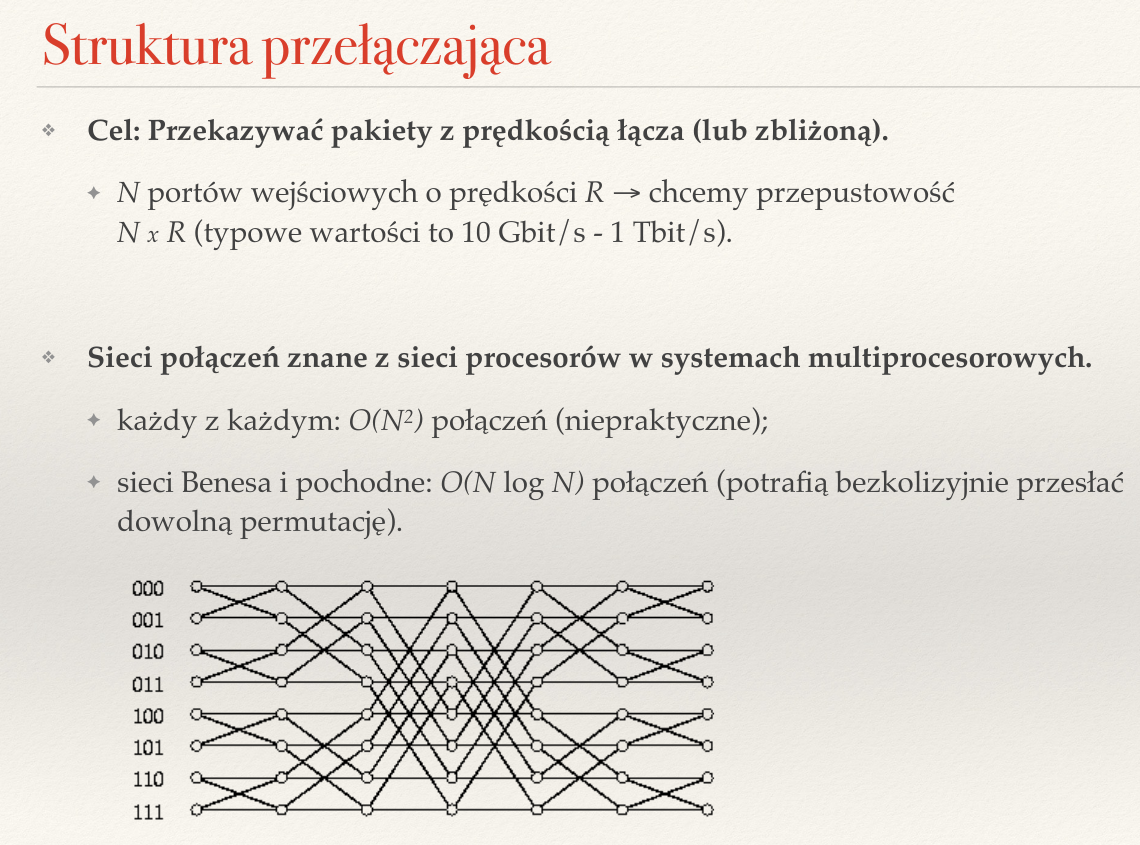 Struktura przełączająca
Cel: Przekazywać pakiety z prędkością łącza (lub zbliżoną).
N portów wejściowych o prędkości R → chcemy przepustowość
N x R (typowe wartości to 10 Gbit/s - 1 Tbit/s).
Sieci połączeń znane z sieci procesorów w systemach multiprocesorowych.
każdy z każdym: O(N²) połączeń (niepraktyczne);
sieci Benesa i pochodne: O(N log N) połączeń (potrafią bezkolizyjnie przesłać
dowolną permutację).
000
001
010
011
100
101
110
111